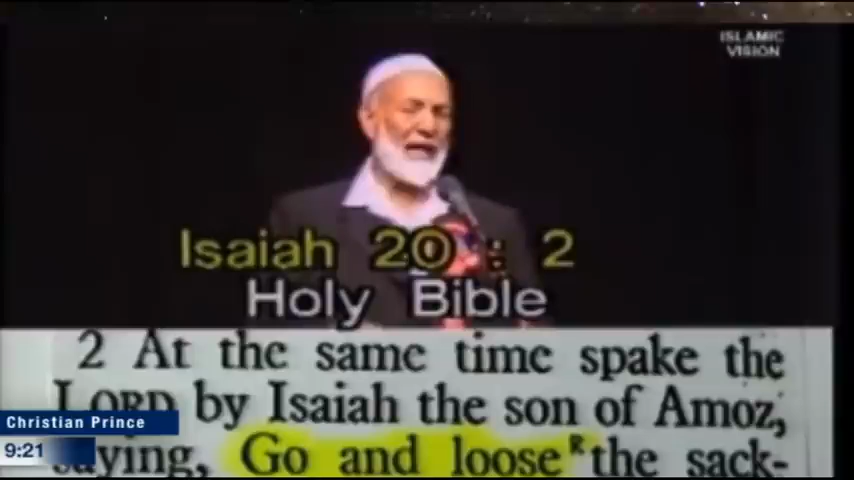 ISLAMIC
VISION
Isaiah 20 : 2
Holy Bible
2 At the same time spake the
LORD by Isaiah the son of Amoz,
saying, Go and loose R the sack-
Christian Prince
9:21